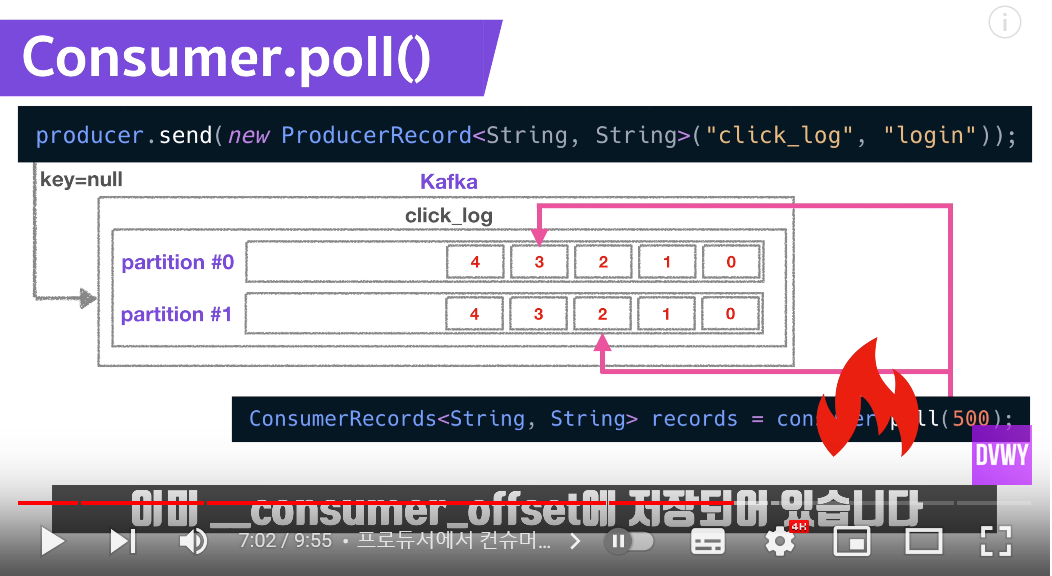 Consumer.poll()
producer.send(new ProducerRecord<String, String>("click_log", "login"));
key=null
Kafka
click_log
partition #0
4 3 2 1 0
partition #1
4 3 2 1 0
ConsumerRecords<String, String> records = consumer.poll(500);
DVWY
이미 __consumer_offset에 저장되어 있습니다
7:02 / 9:55 • 프로듀서에서 컨슈머...
4K